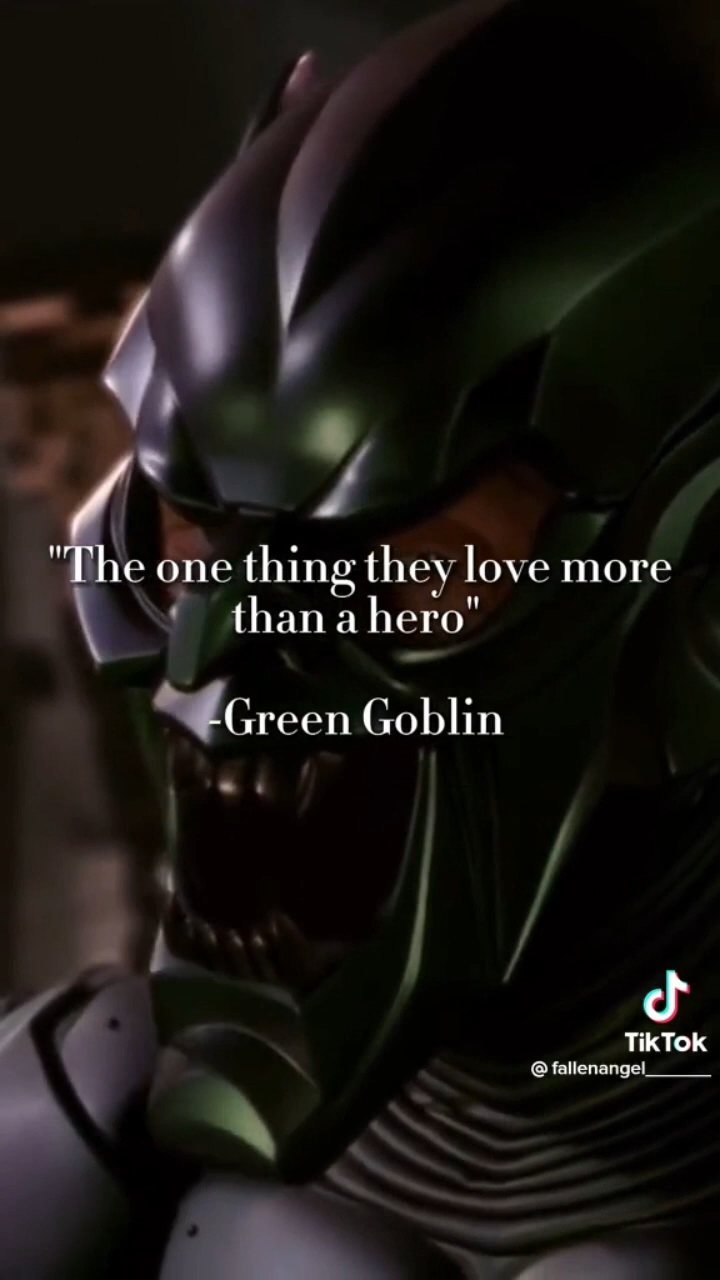 "The one thing they love more
than a hero"
-Green Goblin
TikTok
@fallenangel_______